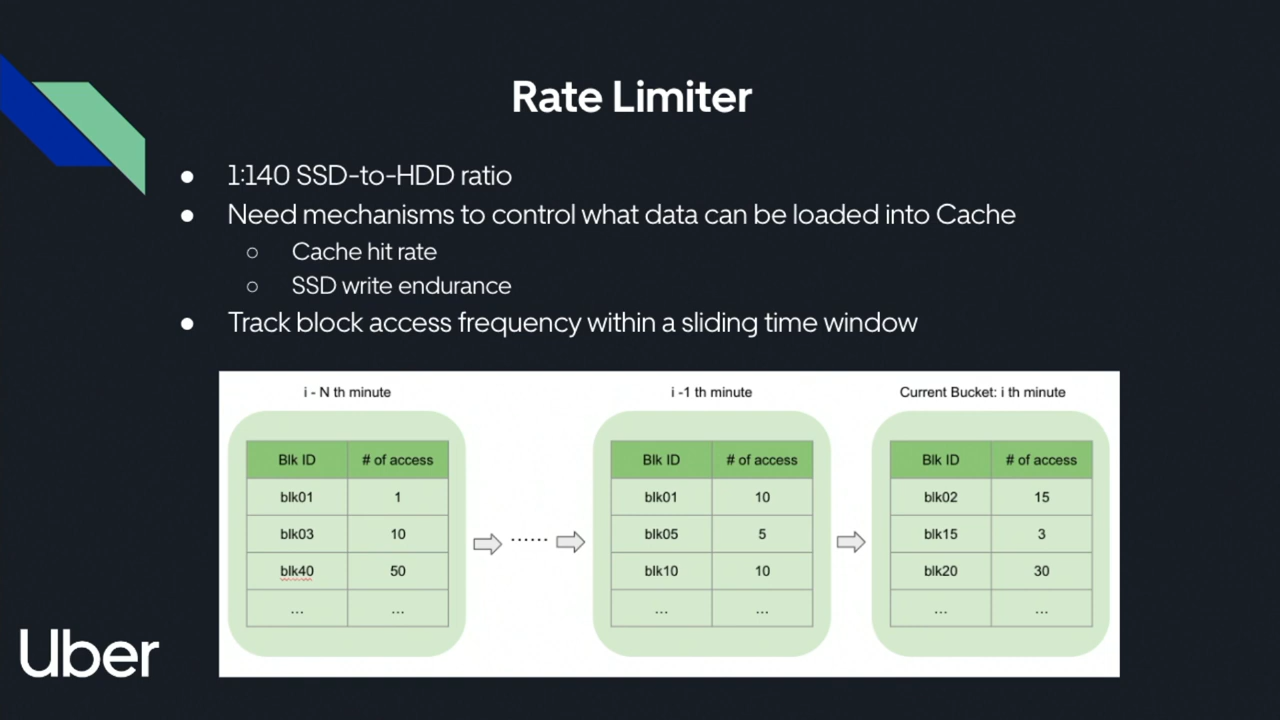 Rate Limiter
● 1:140 SSD-to-HDD ratio
● Need mechanisms to control what data can be loaded into Cache
○ Cache hit rate
○ SSD write endurance
● Track block access frequency within a sliding time window
i - N th minute
Blk ID # of access
blk01 1
blk03 10
blk40 50
... ...
......
i -1 th minute
Blk ID # of access
blk01 10
blk05 5
blk10 10
... ...
Current Bucket: i th minute
Blk ID # of access
blk02 15
blk15 3
blk20 30
... ...
Uber